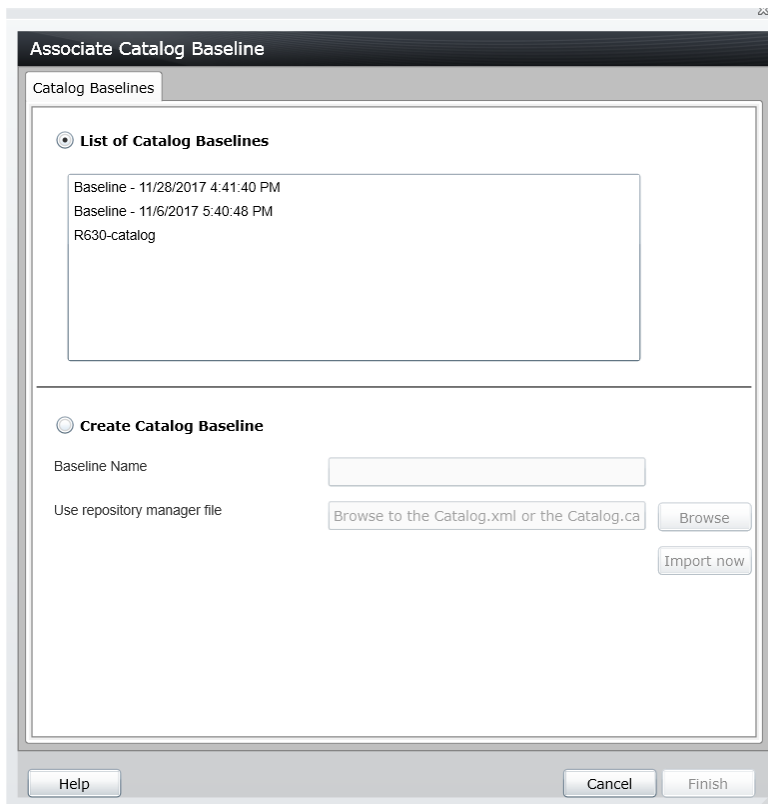 Associate Catalog Baseline
Catalog Baselines
List of Catalog Baselines
Baseline - 11/28/2017 4:41:40 PM
Baseline - 11/6/2017 5:40:48 PM
R630-catalog
Create Catalog Baseline
Baseline Name
Use repository manager file
Browse to the Catalog.xml or the Catalog.ca
Browse
Import now
Help
Cancel
Finish